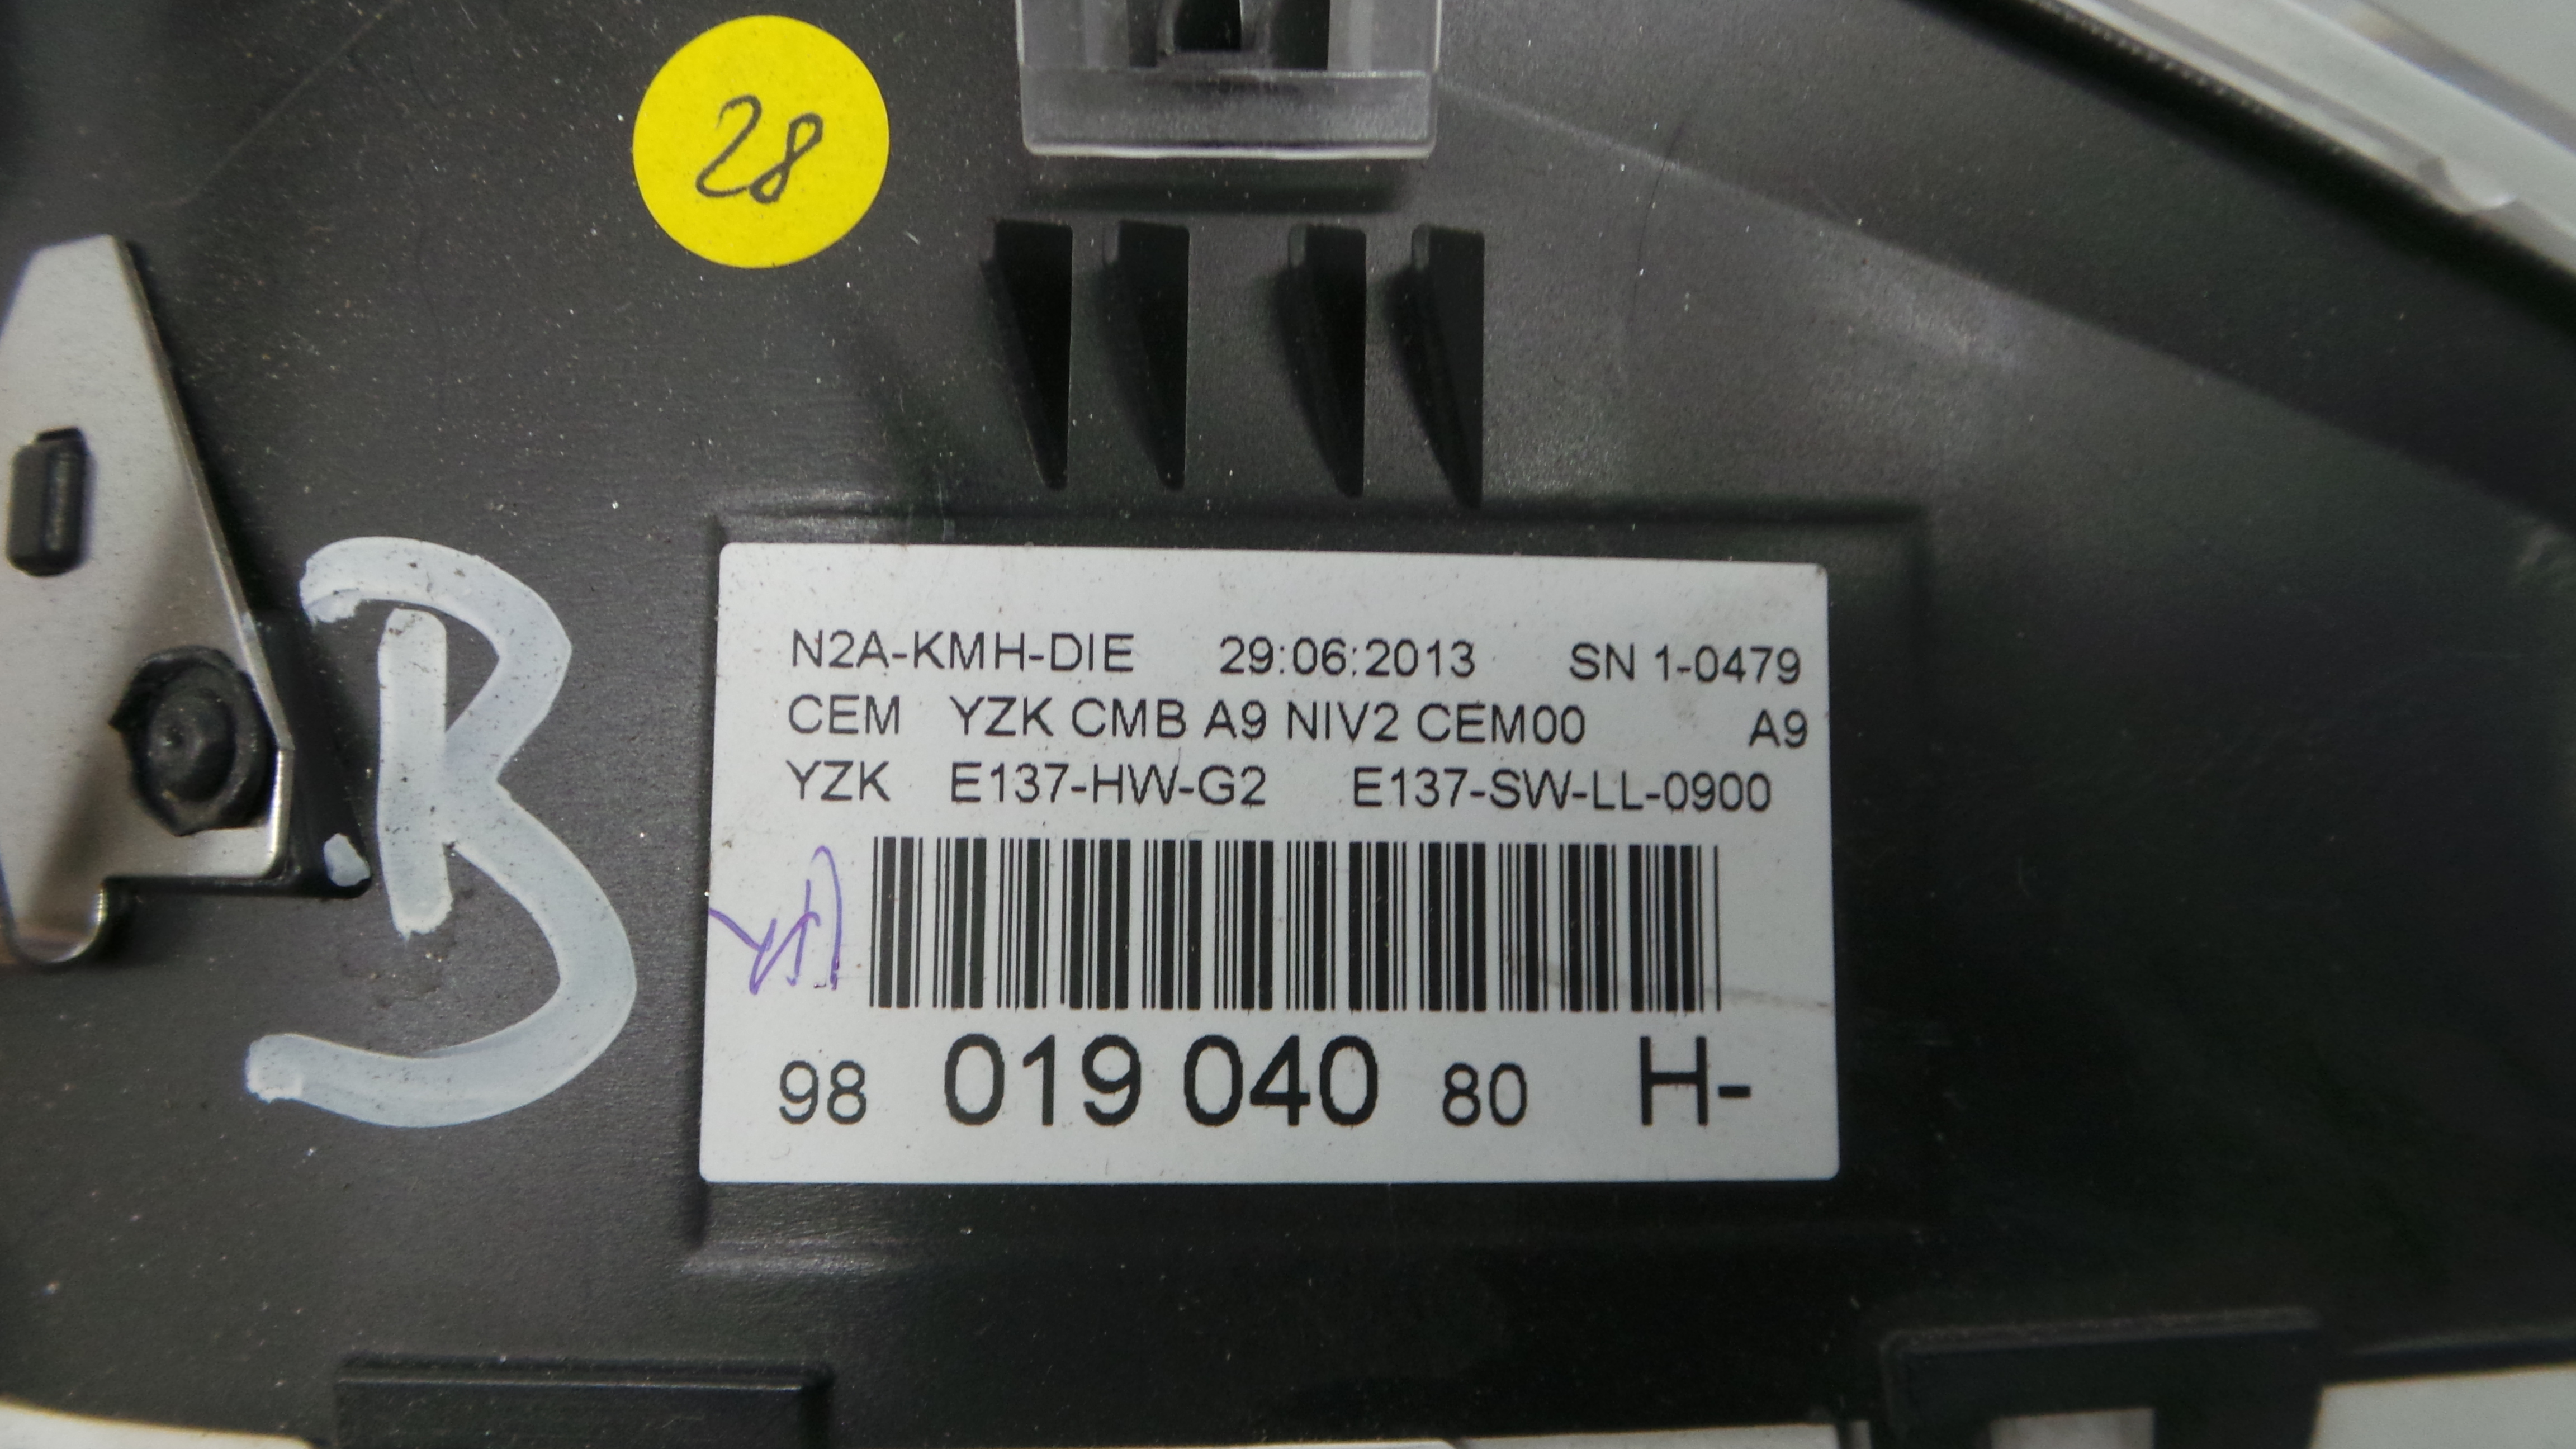 28
B
N2A-KMH-DIE 29:06:2013 SN 1-0479
CEM YZK CMB A9 NIV2 CEM00 A9
YZK E137-HW-G2 E137-SW-LL-0900
98 019 040 80 H-